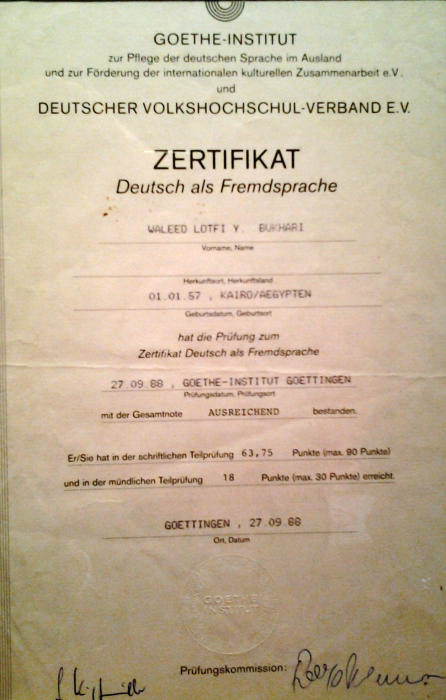 GOETHE-INSTITUT
zur Pflege der deutschen Sprache im Ausland
und zur Förderung der internationalen kulturellen Zusammenarbeit e.V.
und
DEUTSCHER VOLKSHOCHSCHUL-VERBAND E.V.
ZERTIFIKAT
Deutsch als Fremdsprache
WALEED LOTFI Y. BUKHARI
Vorname, Name
Herkunftsort, Herkunftsland
01.01.57 , KAIRO/AEGYPTEN
Geburtsdatum, Geburtsort
hat die Prüfung zum
Zertifikat Deutsch als Fremdsprache
27.09.88 , GOETHE-INSTITUT GOETTINGEN
Prüfungsdatum, Prüfungsort
mit der Gesamtnote AUSREICHEND bestanden.
Er/Sie hat in der schriftlichen Teilprüfung 63,75 Punkte (max. 90 Punkte)
und in der mündlichen Teilprüfung 18 Punkte (max. 30 Punkte) erreicht.
GOETTINGEN , 27.09.88
Ort, Datum
GOETHE
INSTITUT
Prüfungskommission: